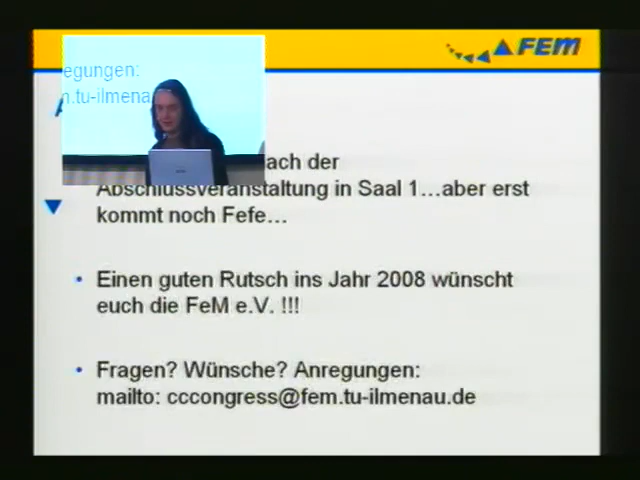 FEM
egungen:
m.tu-ilmenau
ach der
Abschlussveranstaltung in Saal 1...aber erst
kommt noch Fefe...
• Einen guten Rutsch ins Jahr 2008 wünscht
euch die FeM e.V. !!!
• Fragen? Wünsche? Anregungen:
mailto: cccongress@fem.tu-ilmenau.de